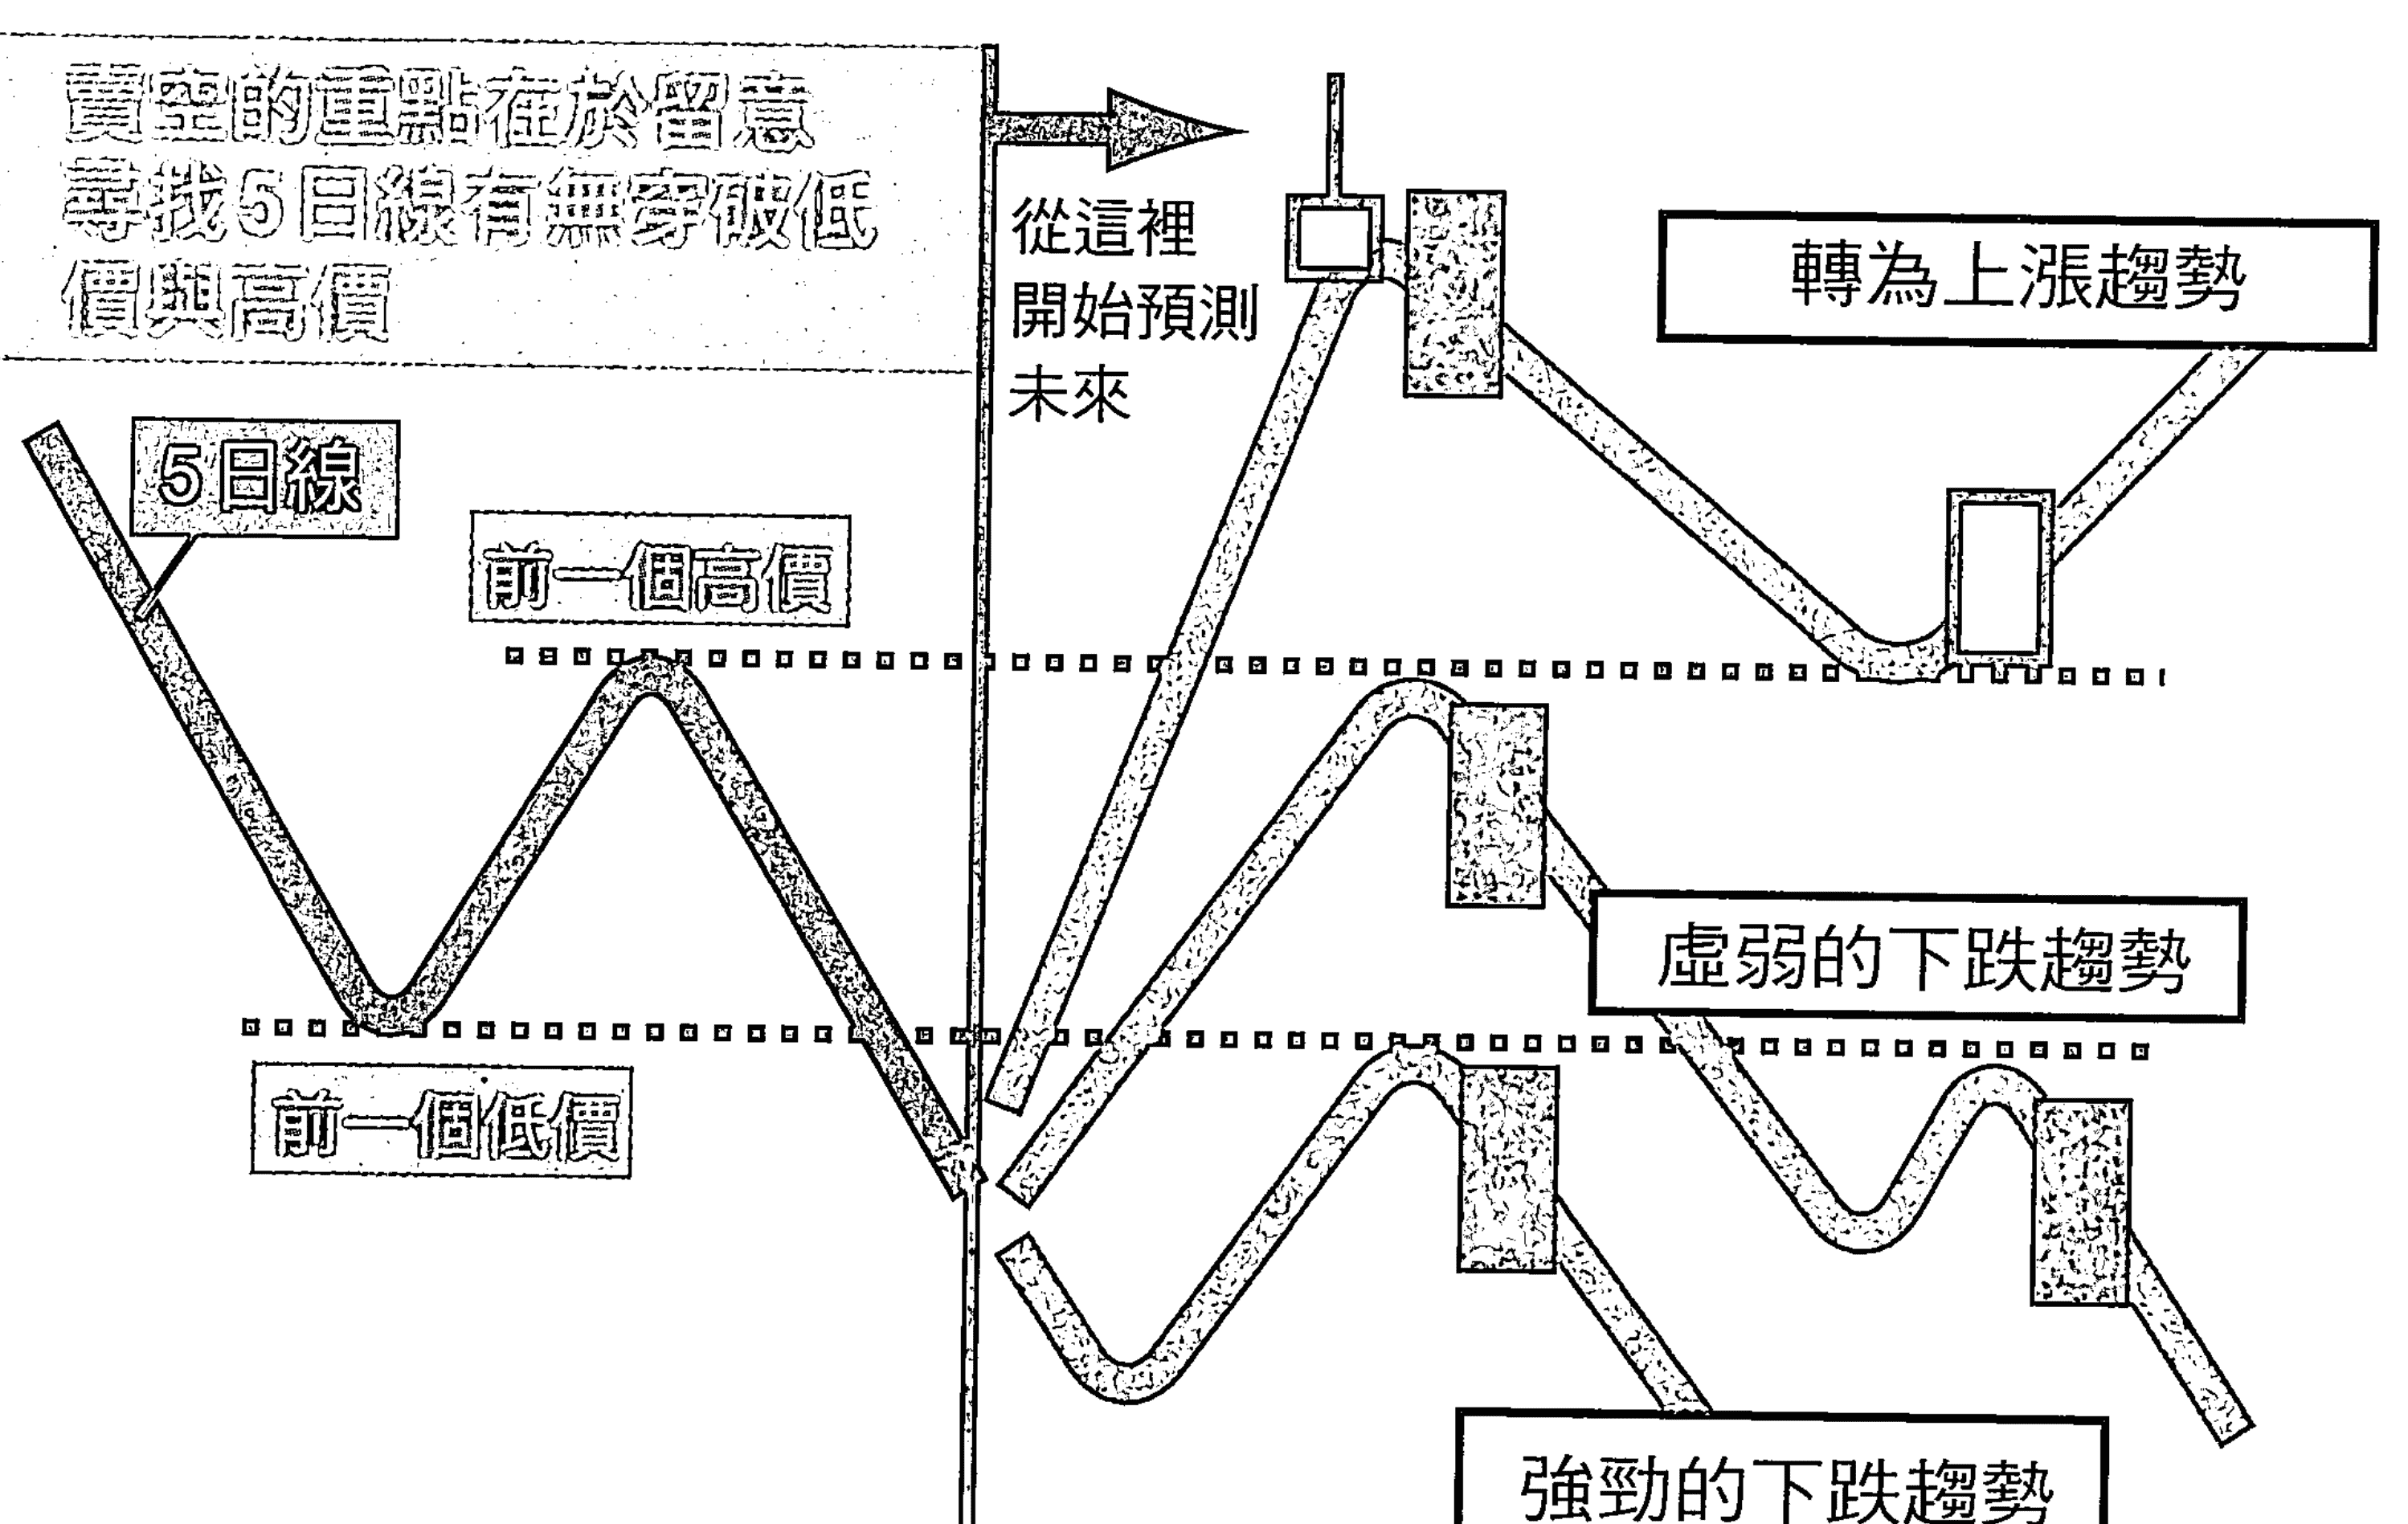 賣空的重點在於留意
尋找5日線有無穿破低
價與高價
從這裡
開始預測
未來
轉為上漲趨勢
5日線
前一個高價
虛弱的下跌趨勢
前一個低價
強勁的下跌趨勢